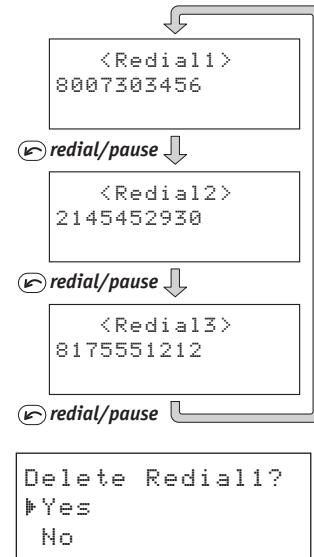 <Redial1>
8007303456
redial/pause
<Redial2>
2145452930
redial/pause
<Redial3>
8175551212
redial/pause
Delete Redial1?
Yes
No